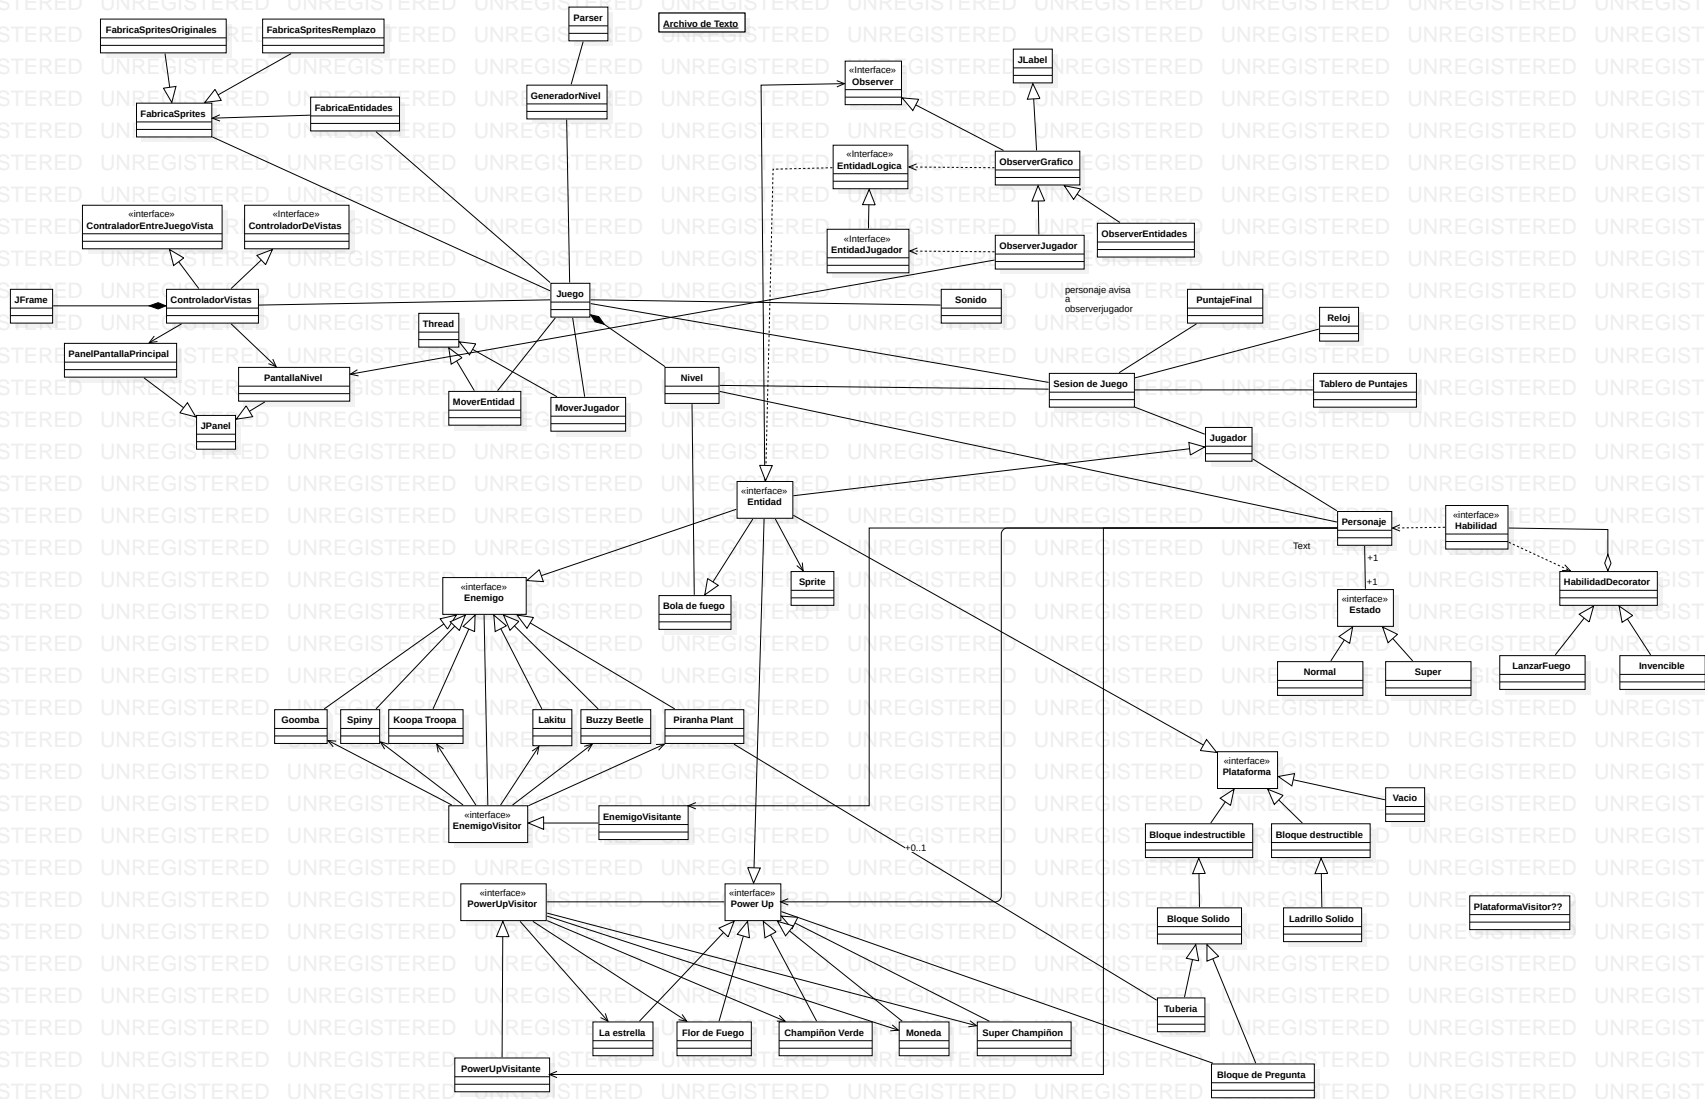 FabricaSpritesOriginales
FabricaSpritesRemplazo
Parser
Archivo de Texto
«Interface»
Observer
JLabel
FabricaSprites
FabricaEntidades
GeneradorNivel
«Interface»
EntidadLogica
ObserverGrafico
«interface»
ContraladorEntreJuegoVista
«Interface»
ControladorDeVistas
«Interface»
EntidadJugador
ObserverJugador
ObserverEntidades
JFrame
ControladorVistas
Juego
Sonido
personaje avisa
a
observerjugador
PuntajeFinal
Reloj
Thread
PanelPantallaPrincipal
PantallaNivel
Nivel
Sesion de Juego
Tablero de Puntajes
MoverEntidad
MoverJugador
JPanel
Jugador
«interface»
Entidad
Personaje
«interface»
Habilidad
Text
+1
+1
Sprite
HabilidadDecorator
«interface»
Enemigo
Bola de fuego
«interface»
Estado
Normal
Super
LanzarFuego
Invencible
Goomba
Spiny
Koopa Troopa
Lakitu
Buzzy Beetle
Piranha Plant
«interface»
Plataforma
Vacio
«interface»
EnemigoVisitor
EnemigoVisitante
Bloque indestructible
Bloque destructible
+0..1
«interface»
PowerUpVisitor
«interface»
Power Up
Bloque Solido
Ladrillo Solido
PlataformaVisitor??
Tuberia
La estrella
Flor de Fuego
Champiñon Verde
Moneda
Super Champiñon
PowerUpVisitante
Bloque de Pregunta
UNREGISTERED